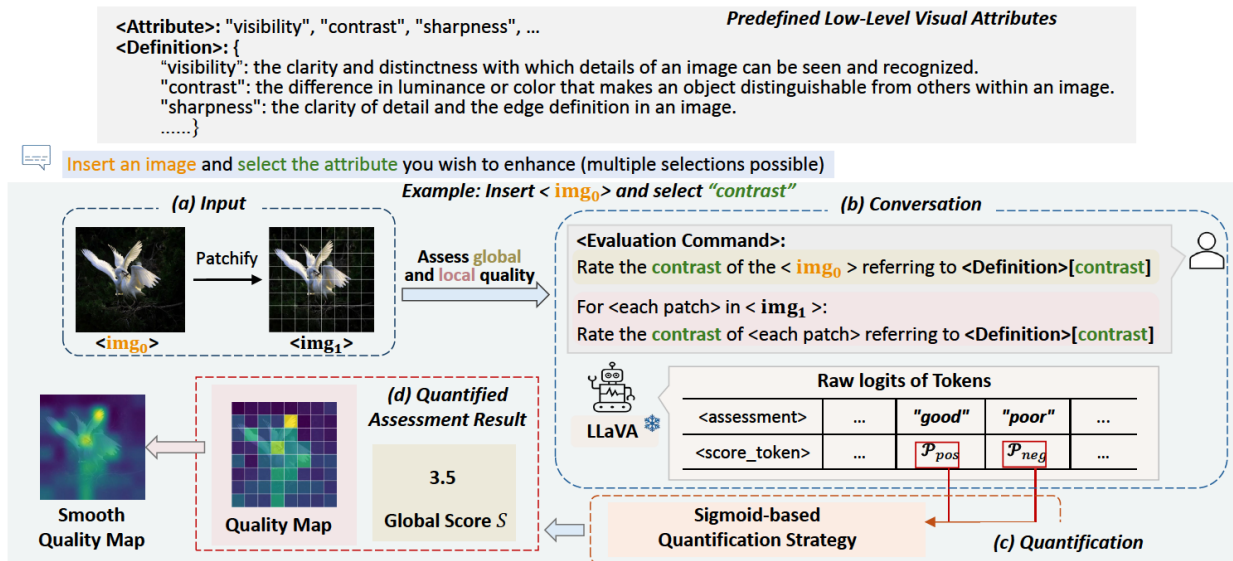 Predefined Low-Level Visual Attributes
<Attribute>: "visibility", "contrast", "sharpness", ...
<Definition>: {
"visibility": the clarity and distinctness with which details of an image can be seen and recognized.
"contrast": the difference in luminance or color that makes an object distinguishable from others within an image.
"sharpness": the clarity of detail and the edge definition in an image.
......}
Insert an image and select the attribute you wish to enhance (multiple selections possible)
Example: Insert < img₀> and select “contrast”
(a) Input
Patchify
<img₀>
<img₁>
Assess global
and local quality
(b) Conversation
<Evaluation Command>:
Rate the contrast of the < img₀ > referring to <Definition>[contrast]
For <each patch> in < img₁ >:
Rate the contrast of <each patch> referring to <Definition>[contrast]
LLaVA
Raw logits of Tokens
<assessment> ... "good" "poor" ...
<score_token> ... 𝒫pos 𝒫neg ...
Sigmoid-based
Quantification Strategy
(c) Quantification
(d) Quantified
Assessment Result
Quality Map
3.5
Global Score S
Smooth
Quality Map